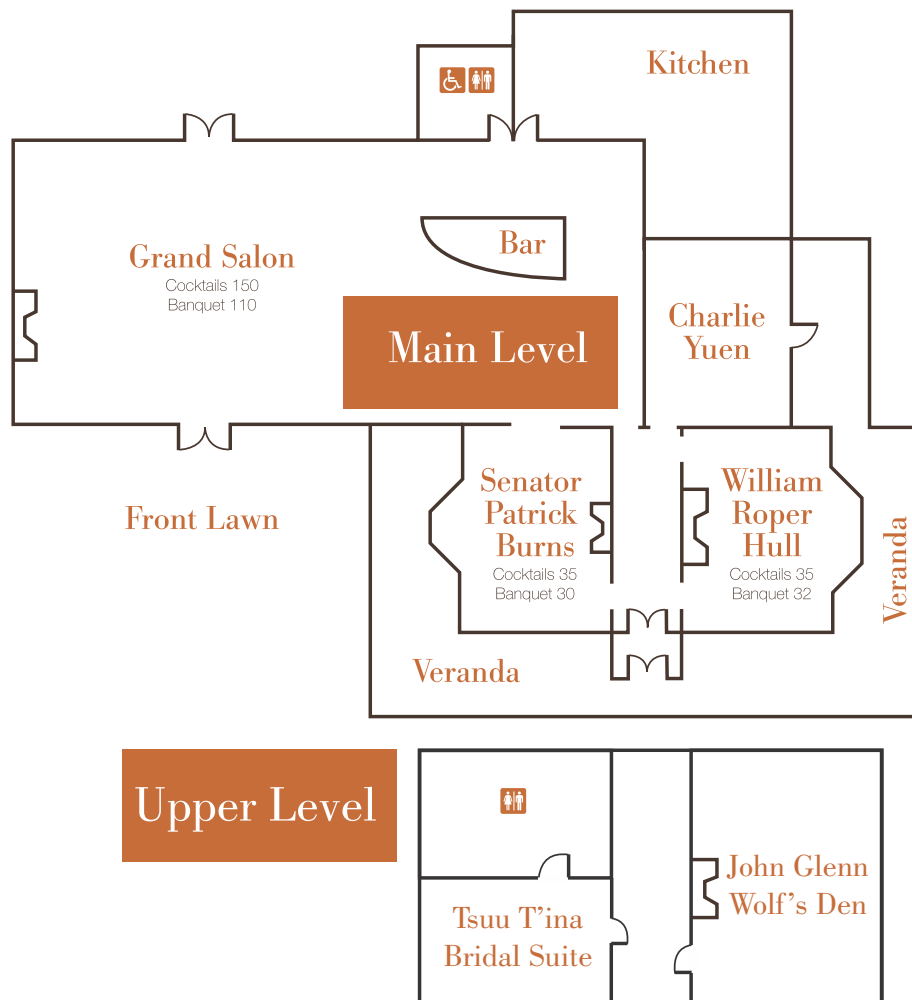 Kitchen
Grand Salon
Cocktails 150
Banquet 110
Bar
Main Level
Charlie
Yuen
Front Lawn
Senator
Patrick
Burns
Cocktails 35
Banquet 30
William
Roper
Hull
Cocktails 35
Banquet 32
Veranda
Veranda
Upper Level
Tsuu T’ina
Bridal Suite
John Glenn
Wolf’s Den